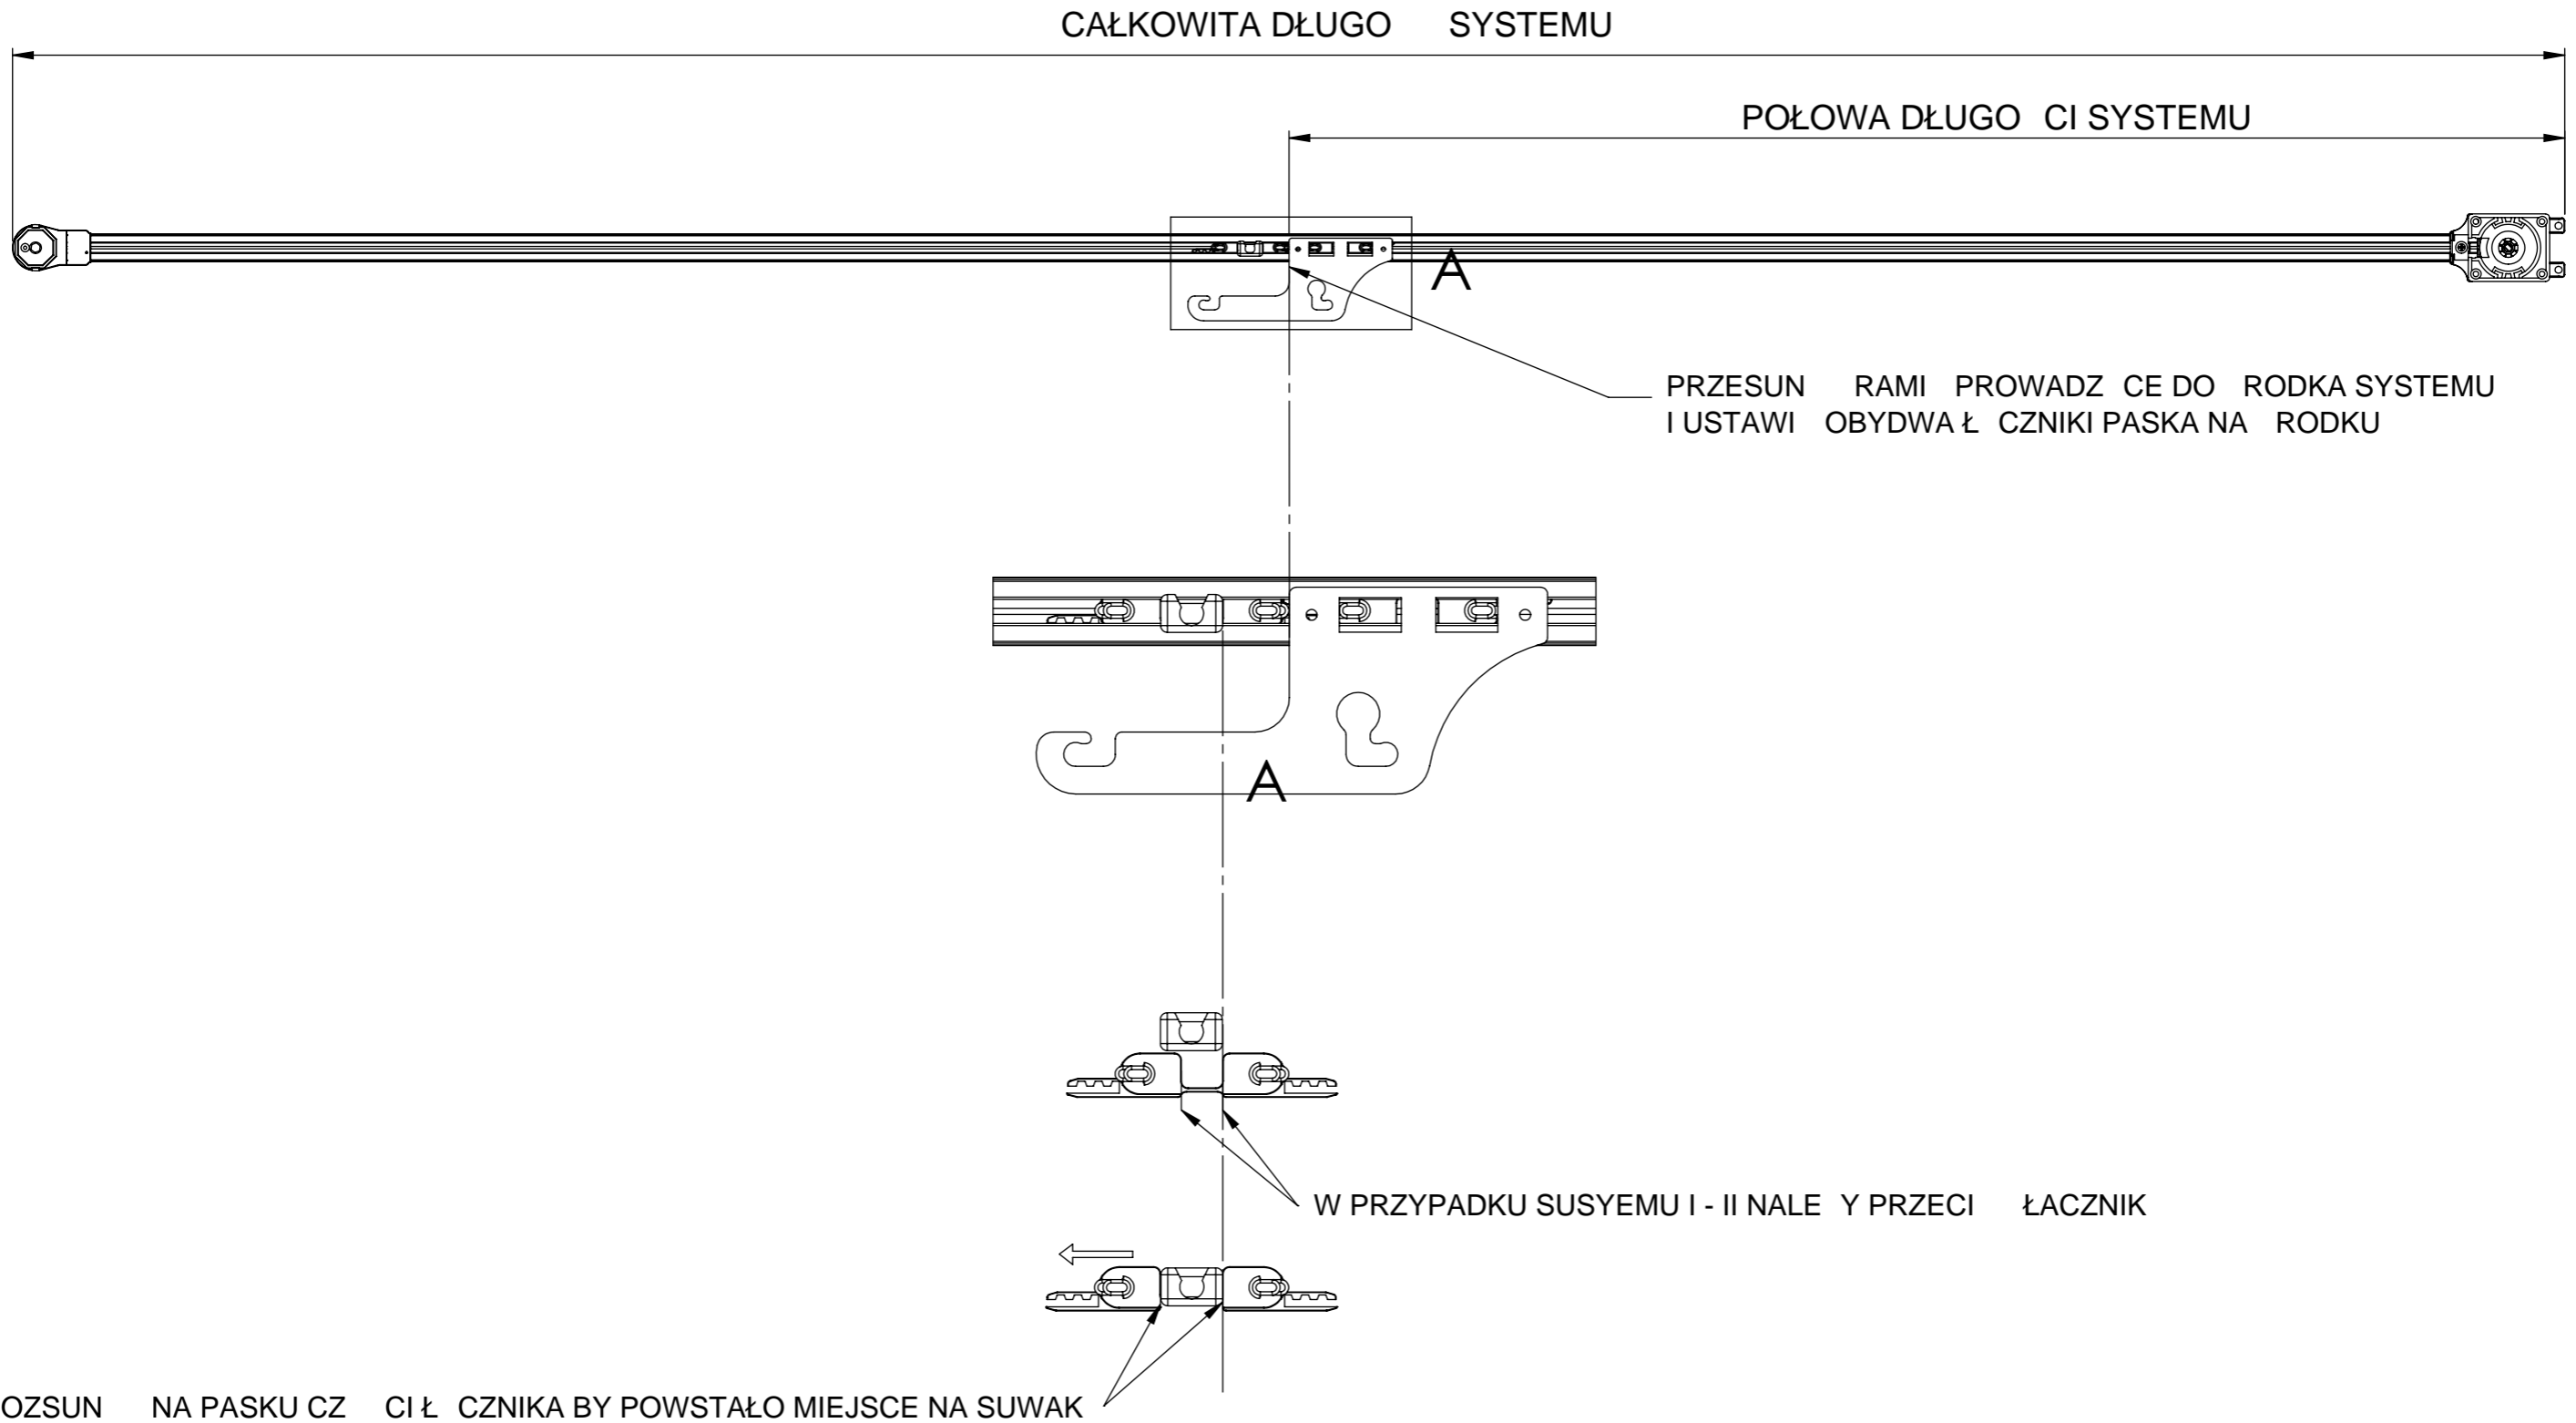 CAŁKOWITA DŁUGO SYSTEMU
POŁOWA DŁUGO CI SYSTEMU
A
PRZESUN RAMI PROWADZ CE DO RODKA SYSTEMU
I USTAWI OBYDWA Ł CZNIKI PASKA NA RODKU
A
W PRZYPADKU SUSYEMU I - II NALE Y PRZECI ŁACZNIK
OZSUN NA PASKU CZ CI Ł CZNIKA BY POWSTAŁO MIEJSCE NA SUWAK